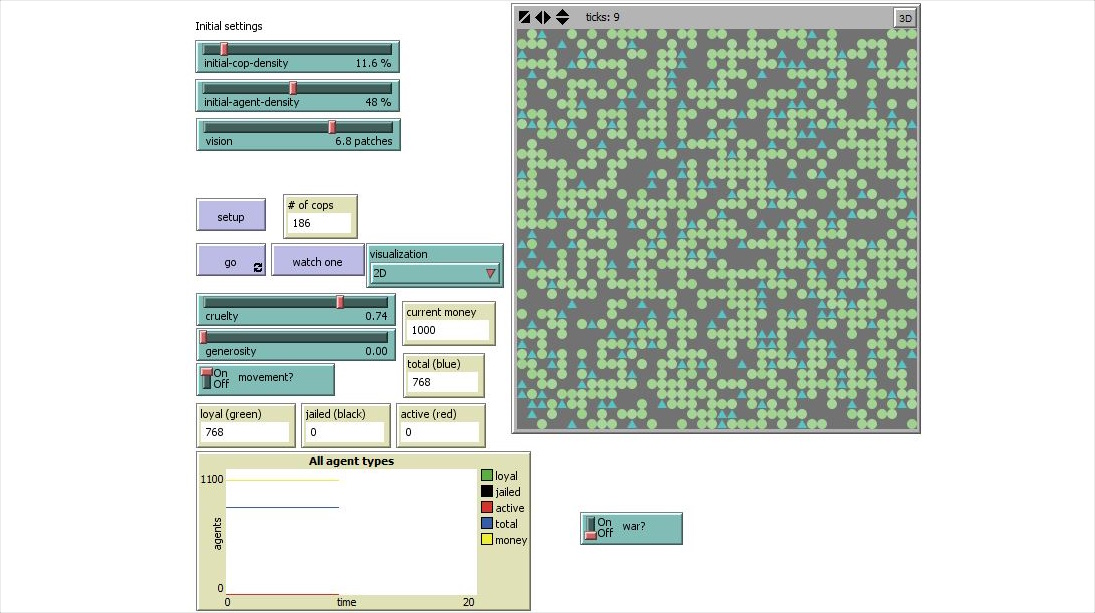 Initial settings
initial-cop-density 11.6 %
initial-agent-density 48 %
vision 6.8 patches
setup
# of cops
186
go
watch one
visualization
2D
cruelty 0.74
generosity 0.00
On
Off
movement?
current money
1000
total (blue)
768
loyal (green)
768
jailed (black)
0
active (red)
0
All agent types
1100
agents
0
0
time
20
loyal
jailed
active
total
money
ticks: 9
3D
On
Off
war?